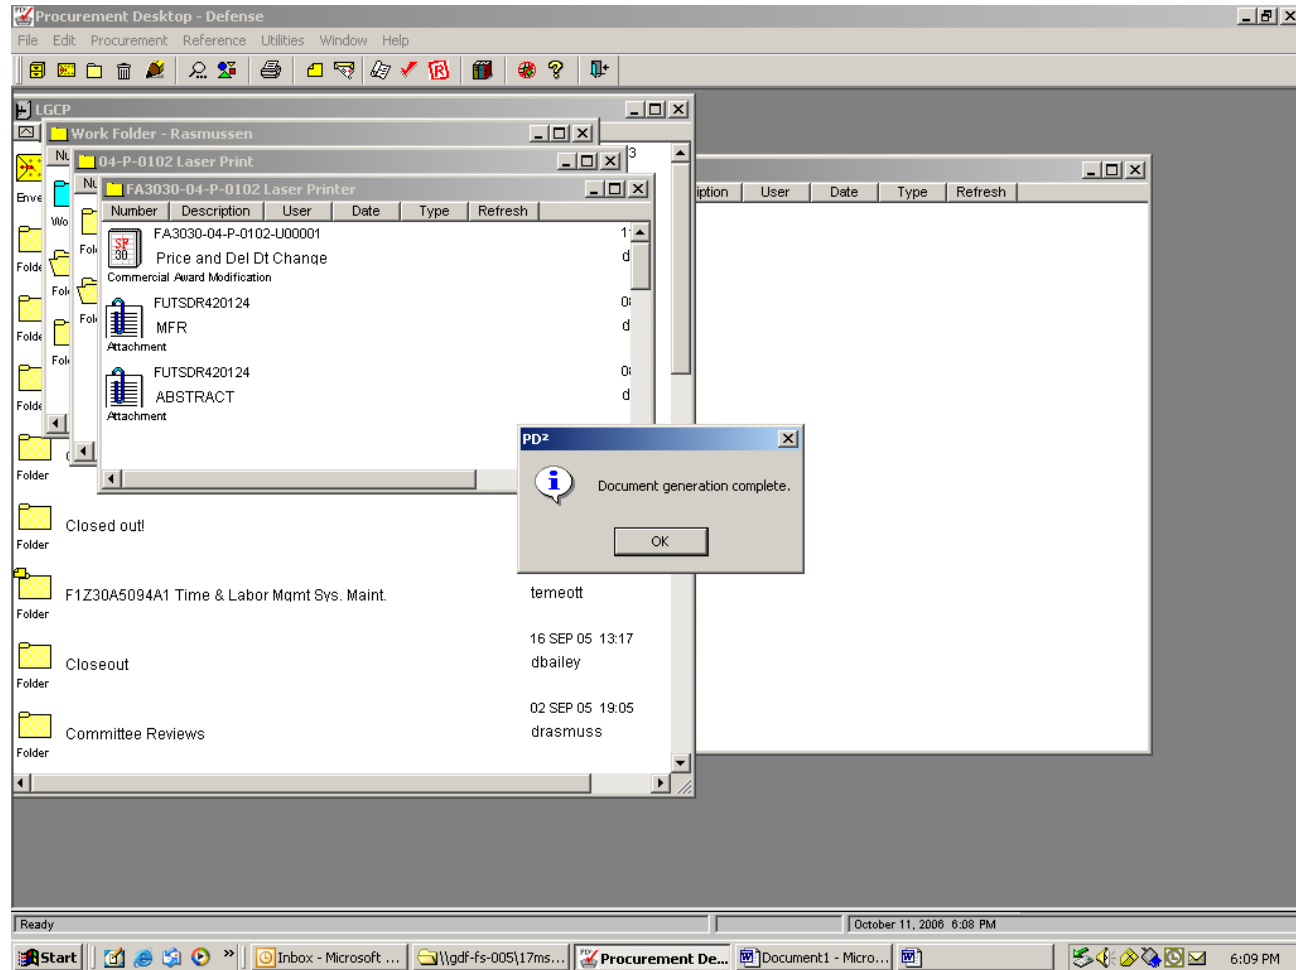 Procurement Desktop - Defense
File Edit Procurement Reference Utilities Window Help
LGCP
Work Folder - Rasmussen
04-P-0102 Laser Print
FA3030-04-P-0102 Laser Printer
Number Description User Date Type Refresh
iption User Date Type Refresh
FA3030-04-P-0102-U00001
Price and Del Dt Change
Commercial Award Modification
FUTSDR420124
MFR
Attachment
FUTSDR420124
ABSTRACT
Attachment
PD²
Document generation complete.
OK
Folder
Closed out!
Folder
F1Z30A5094A1 Time & Labor Mgmt Sys. Maint. temeott
Folder
16 SEP 05 13:17
Closeout dbailey
Folder
02 SEP 05 19:05
Committee Reviews drasmuss
Folder
Ready October 11, 2006 6:08 PM
Start Inbox - Microsoft ... \\gdf-fs-005\17ms... Procurement De... Document1 - Micro... 6:09 PM